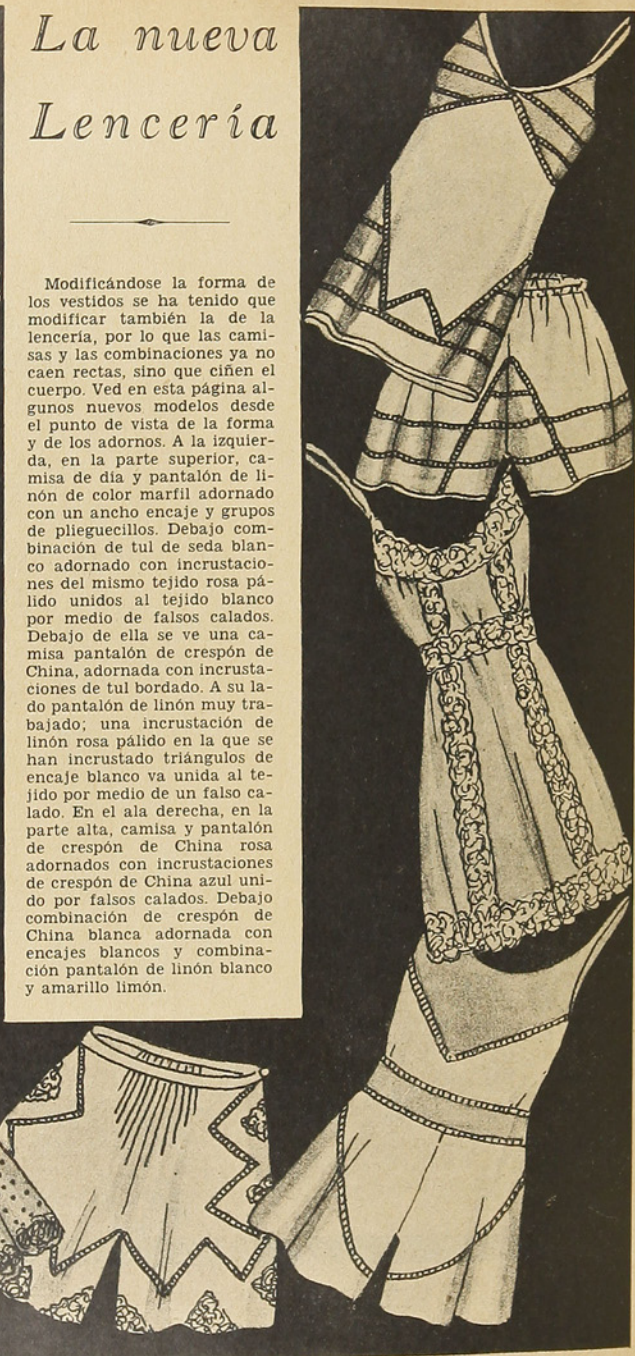 La nueva
Lencería
Modificándose la forma de
los vestidos se ha tenido que
modificar también la de la
lencería, por lo que las cami-
sas y las combinaciones ya no
caen rectas, sino que ciñen el
cuerpo. Ved en esta página al-
gunos nuevos modelos desde
el punto de vista de la forma
y de los adornos. A la izquier-
da, en la parte superior, ca-
misa de día y pantalón de li-
nón de color marfil adornado
con un ancho encaje y grupos
de plieguecillos. Debajo com-
binación de tul de seda blan-
co adornado con incrustacio-
nes del mismo tejido rosa pá-
lido unidos al tejido blanco
por medio de falsos calados.
Debajo de ella se ve una ca-
misa pantalón de crespón de
China, adornada con incrusta-
ciones de tul bordado. A su la-
do pantalón de linón muy tra-
bajado; una incrustación de
linón rosa pálido en la que se
han incrustado triángulos de
encaje blanco va unida al te-
jido por medio de un falso ca-
lado. En el ala derecha, en la
parte alta, camisa y pantalón
de crespón de China rosa
adornados con incrustaciones
de crespón de China azul uni-
do por falsos calados. Debajo
combinación de crespón de
China blanca adornada con
encajes blancos y combina-
ción pantalón de linón blanco
y amarillo limón.